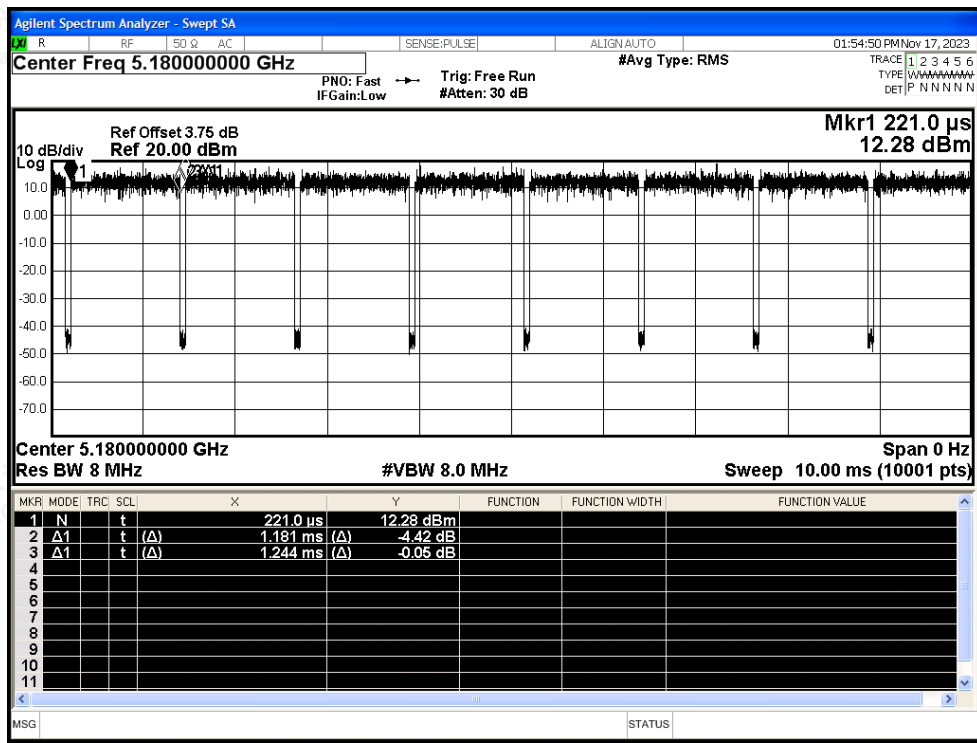 Agilent Spectrum Analyzer - Swept SA
LXI R RF 50 Ω AC SENSE:PULSE ALIGN AUTO 01:54:50 PM Nov 17, 2023
Center Freq 5.180000000 GHz
#Avg Type: RMS
TRACE 1 2 3 4 5 6
PNO: Fast Trig: Free Run
TYPE
IFGain:Low #Atten: 30 dB
DET P N N N N N
Mkr1 221.0 µs
12.28 dBm
Ref Offset 3.75 dB
10 dB/div Ref 20.00 dBm
Log
1
10.0
0.00
-10.0
-20.0
-30.0
-40.0
-50.0
-60.0
-70.0
Center 5.180000000 GHz Span 0 Hz
Res BW 8 MHz #VBW 8.0 MHz Sweep 10.00 ms (10001 pts)
MKR MODE TRC SCL X Y FUNCTION FUNCTION WIDTH FUNCTION VALUE
1 N t 221.0 µs 12.28 dBm
2 Δ1 t (Δ) 1.181 ms (Δ) -4.42 dB
3 Δ1 t (Δ) 1.244 ms (Δ) -0.05 dB
4
5
6
7
8
9
10
11
MSG STATUS